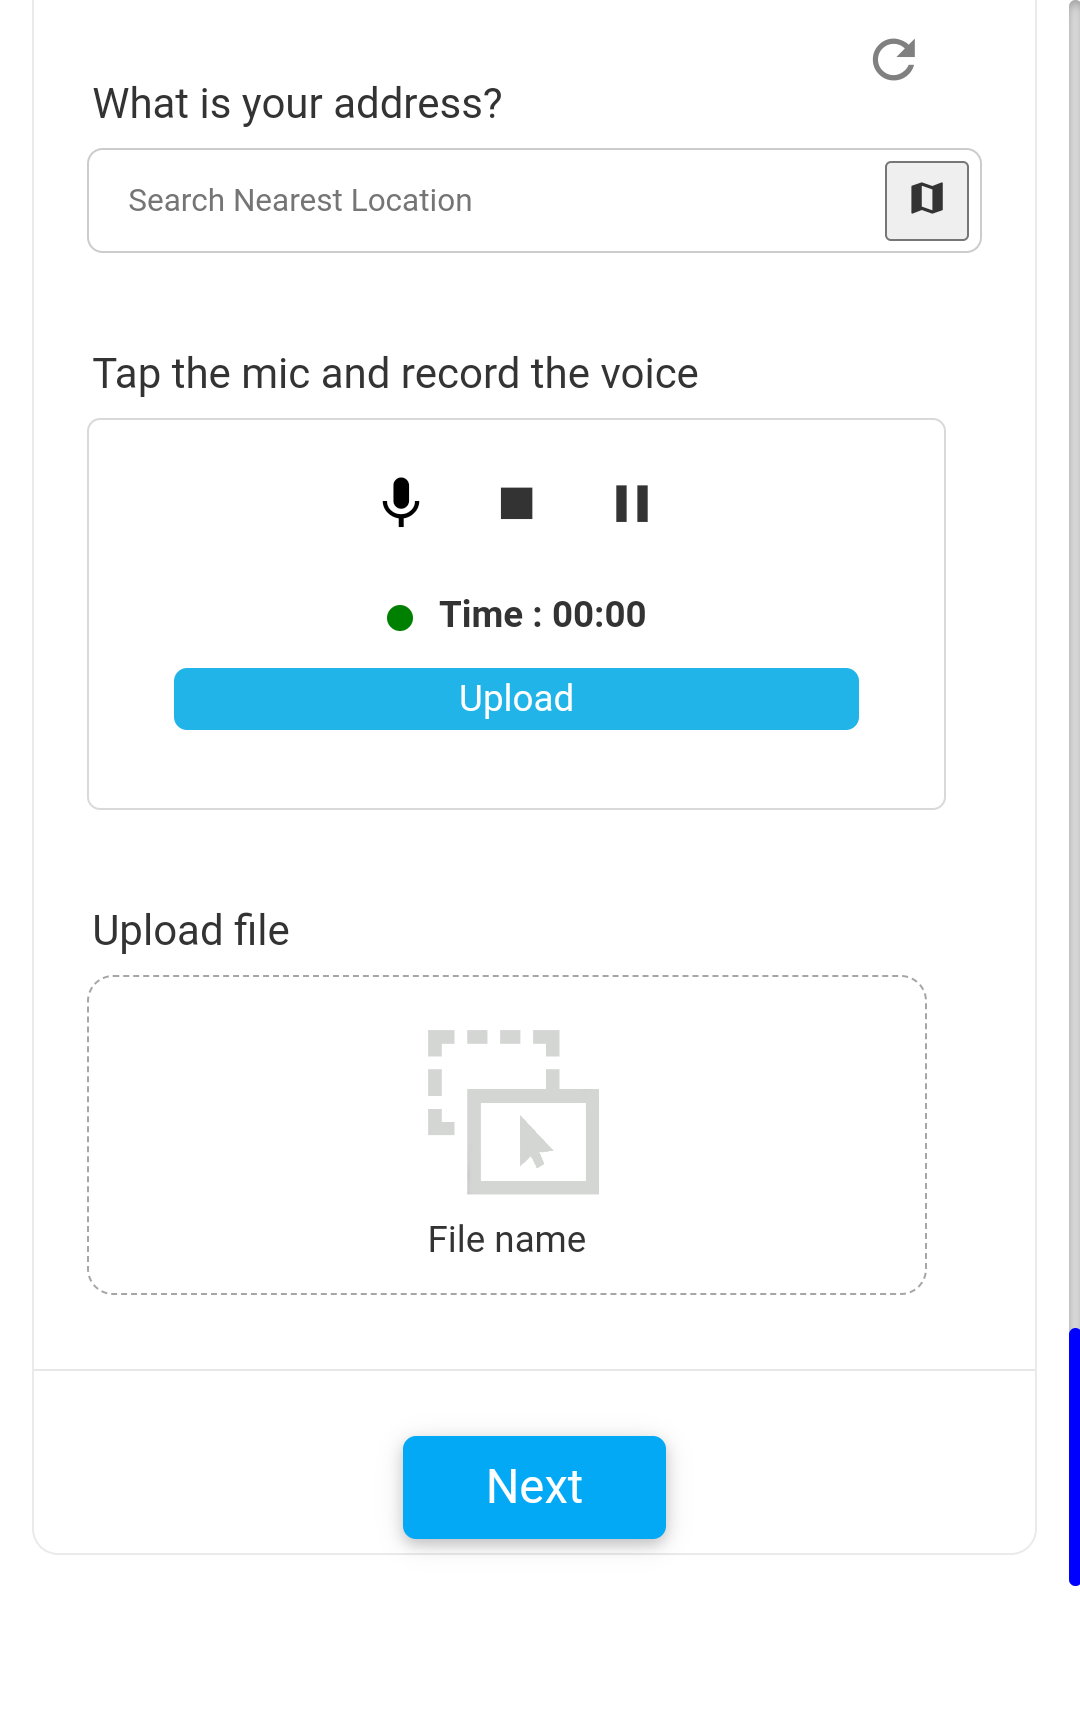 What is your address?
Search Nearest Location
Tap the mic and record the voice
Time : 00:00
Upload
Upload file
File name
Next